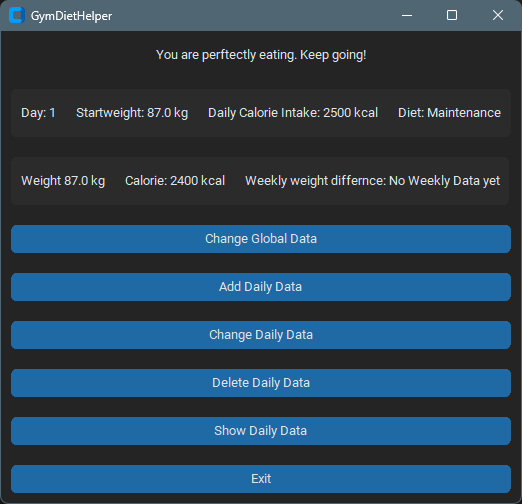 GymDietHelper
You are perftectly eating. Keep going!
Day: 1 Startweight: 87.0 kg Daily Calorie Intake: 2500 kcal Diet: Maintenance
Weight 87.0 kg Calorie: 2400 kcal Weekly weight differnce: No Weekly Data yet
Change Global Data
Add Daily Data
Change Daily Data
Delete Daily Data
Show Daily Data
Exit